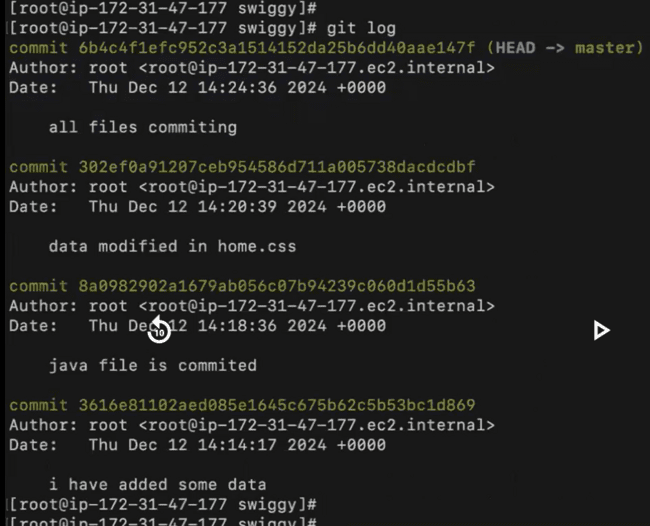 [root@ip-172-31-47-177 swiggy]#
[root@ip-172-31-47-177 swiggy]# git log
commit 6b4c4f1efc952c3a1514152da25b6dd40aae147f (HEAD -> master)
Author: root <root@ip-172-31-47-177.ec2.internal>
Date:   Thu Dec 12 14:24:36 2024 +0000
all files commiting
commit 302ef0a91207ceb954586d711a005738dacdcdbf
Author: root <root@ip-172-31-47-177.ec2.internal>
Date:   Thu Dec 12 14:20:39 2024 +0000
data modified in home.css
commit 8a0982902a1679ab056c07b94239c060d1d55b63
Author: root <root@ip-172-31-47-177.ec2.internal>
Date:   Thu Dec 12 14:18:36 2024 +0000
10
java file is commited
commit 3616e81102aed085e1645c675b62c5b53bc1d869
Author: root <root@ip-172-31-47-177.ec2.internal>
Date:   Thu Dec 12 14:14:17 2024 +0000
i have added some data
[root@ip-172-31-47-177 swiggy]#
[root@ip-172-31-47-177 swiggy]#